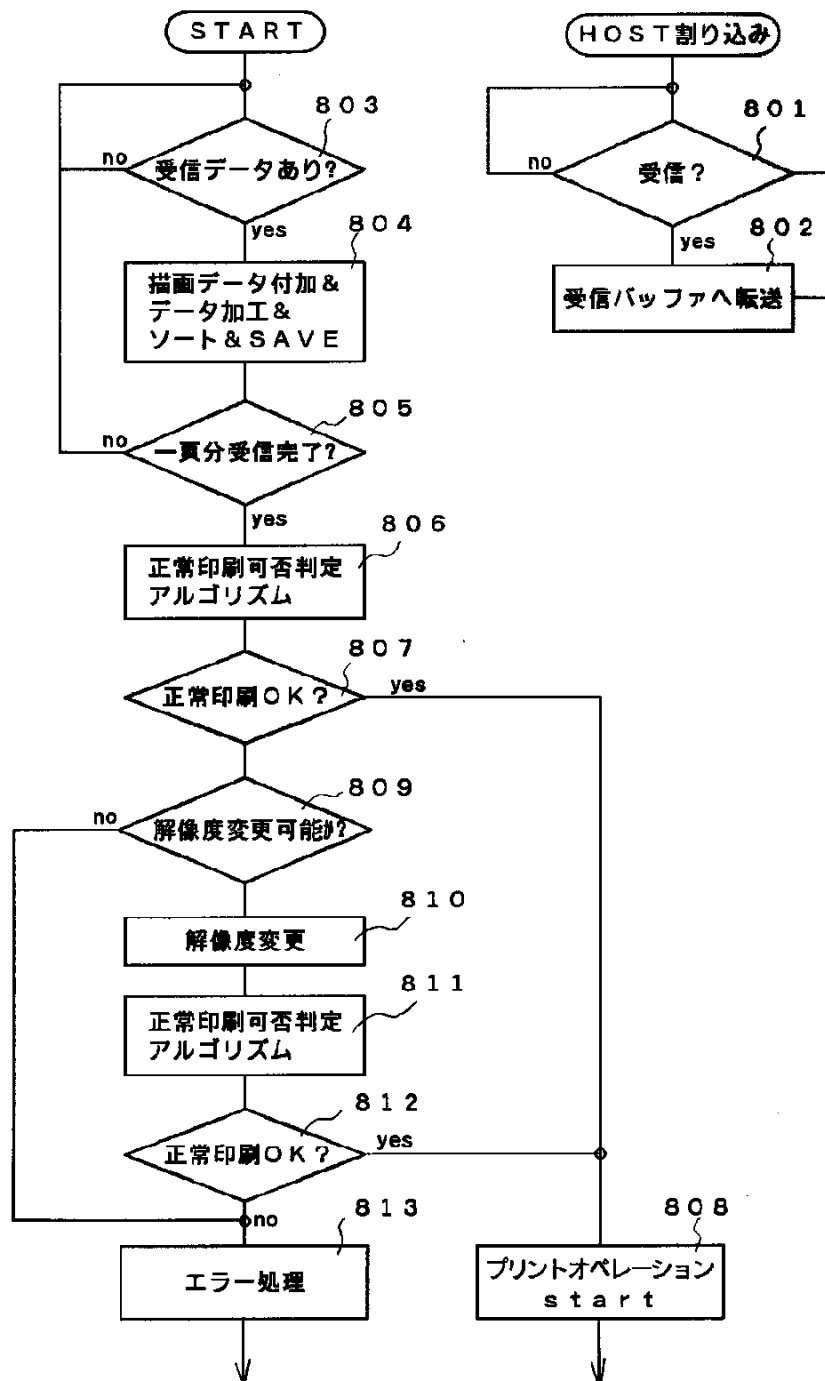 START
803
受信データあり?
no
yes
804
描画データ付加&
データ加工&
ソート&SAVE
805
一頁分受信完了?
no
yes
806
正常印刷可否判定
アルゴリズム
807
正常印刷OK?
yes
809
解像度変更可能か?
no
810
解像度変更
811
正常印刷可否判定
アルゴリズム
812
正常印刷OK?
yes
no
813
エラー処理
HOST割り込み
801
受信?
no
yes
802
受信バッファへ転送
808
プリントオペレーション
start